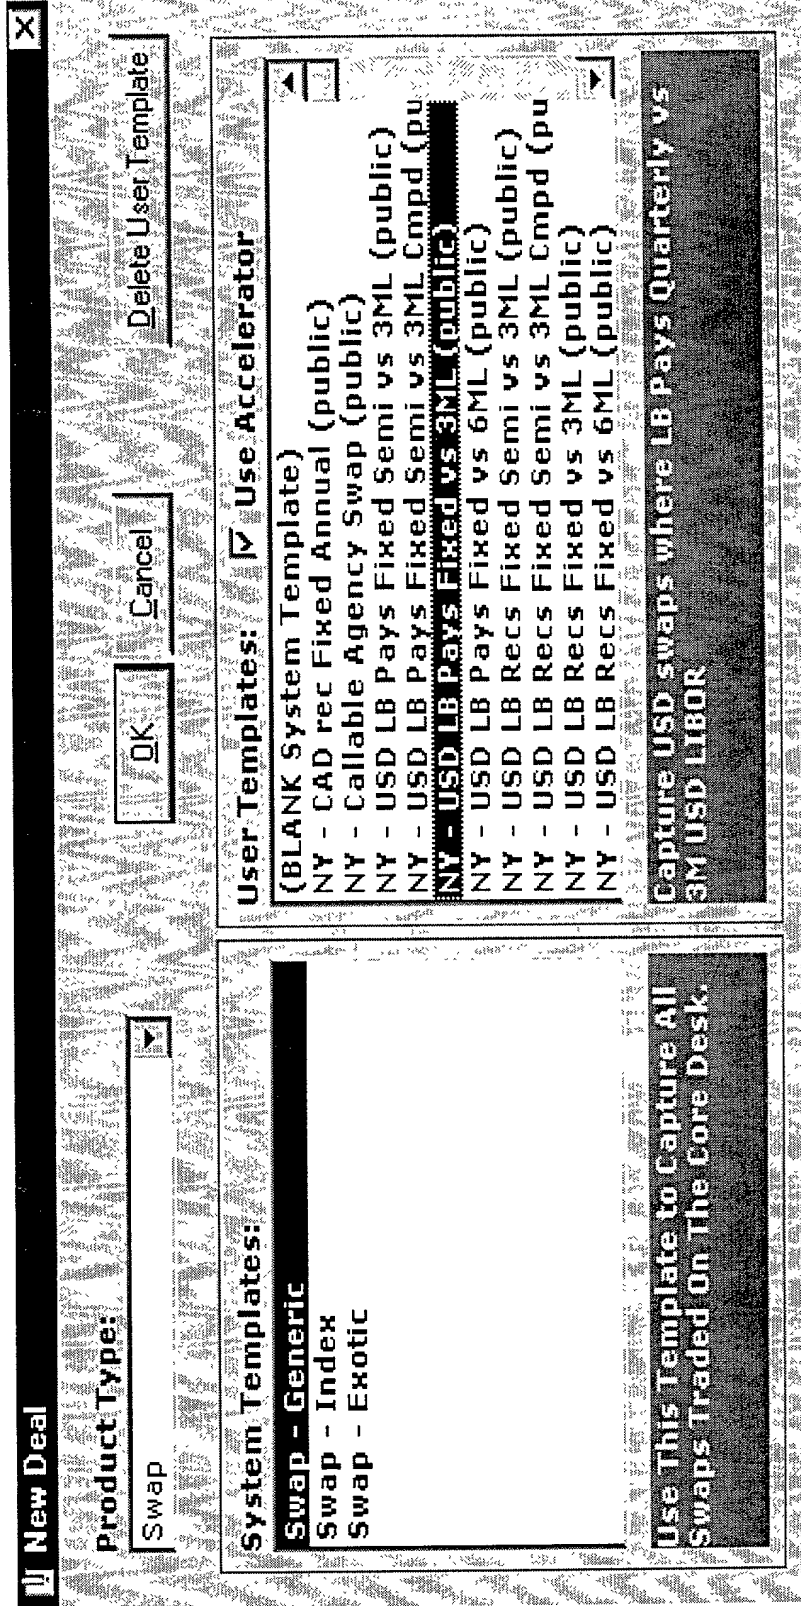 New Deal
Product Type:
Swap
OK
Cancel
Delete User Template
System Templates:
Swap - Generic
Swap - Index
Swap - Exotic
Use This Template to Capture All
Swaps Traded On The Core Desk.
User Templates:
Use Accelerator
(BLANK System Template)
NY - CAD rec Fixed Annual (public)
NY - Callable Agency Swap (public)
NY - USD LB Pays Fixed Semi vs 3ML (public)
NY - USD LB Pays Fixed Semi vs 3ML Cmpd (pu
NY - USD LB Pays Fixed vs 3ML (public)
NY - USD LB Pays Fixed vs 6ML (public)
NY - USD LB Recs Fixed Semi vs 3ML (public)
NY - USD LB Recs Fixed Semi vs 3ML Cmpd (pu
NY - USD LB Recs Fixed vs 3ML (public)
NY - USD LB Recs Fixed vs 6ML (public)
Capture USD swaps where LB Pays Quarterly vs
3M USD LIBOR